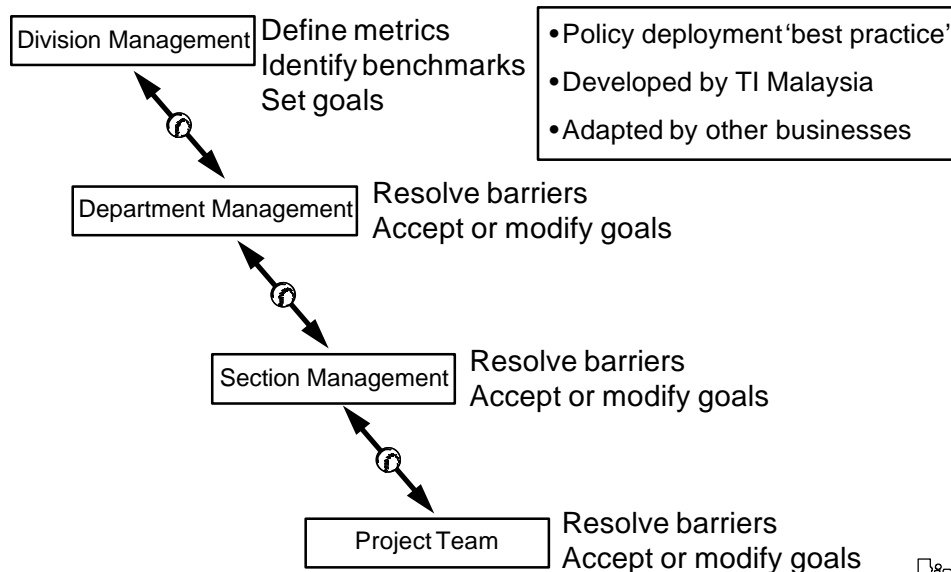 Division Management
Define metrics
Identify benchmarks
Set goals
•Policy deployment ‘best practice’
•Developed by TI Malaysia
•Adapted by other businesses
Department Management
Resolve barriers
Accept or modify goals
Section Management
Resolve barriers
Accept or modify goals
Project Team
Resolve barriers
Accept or modify goals